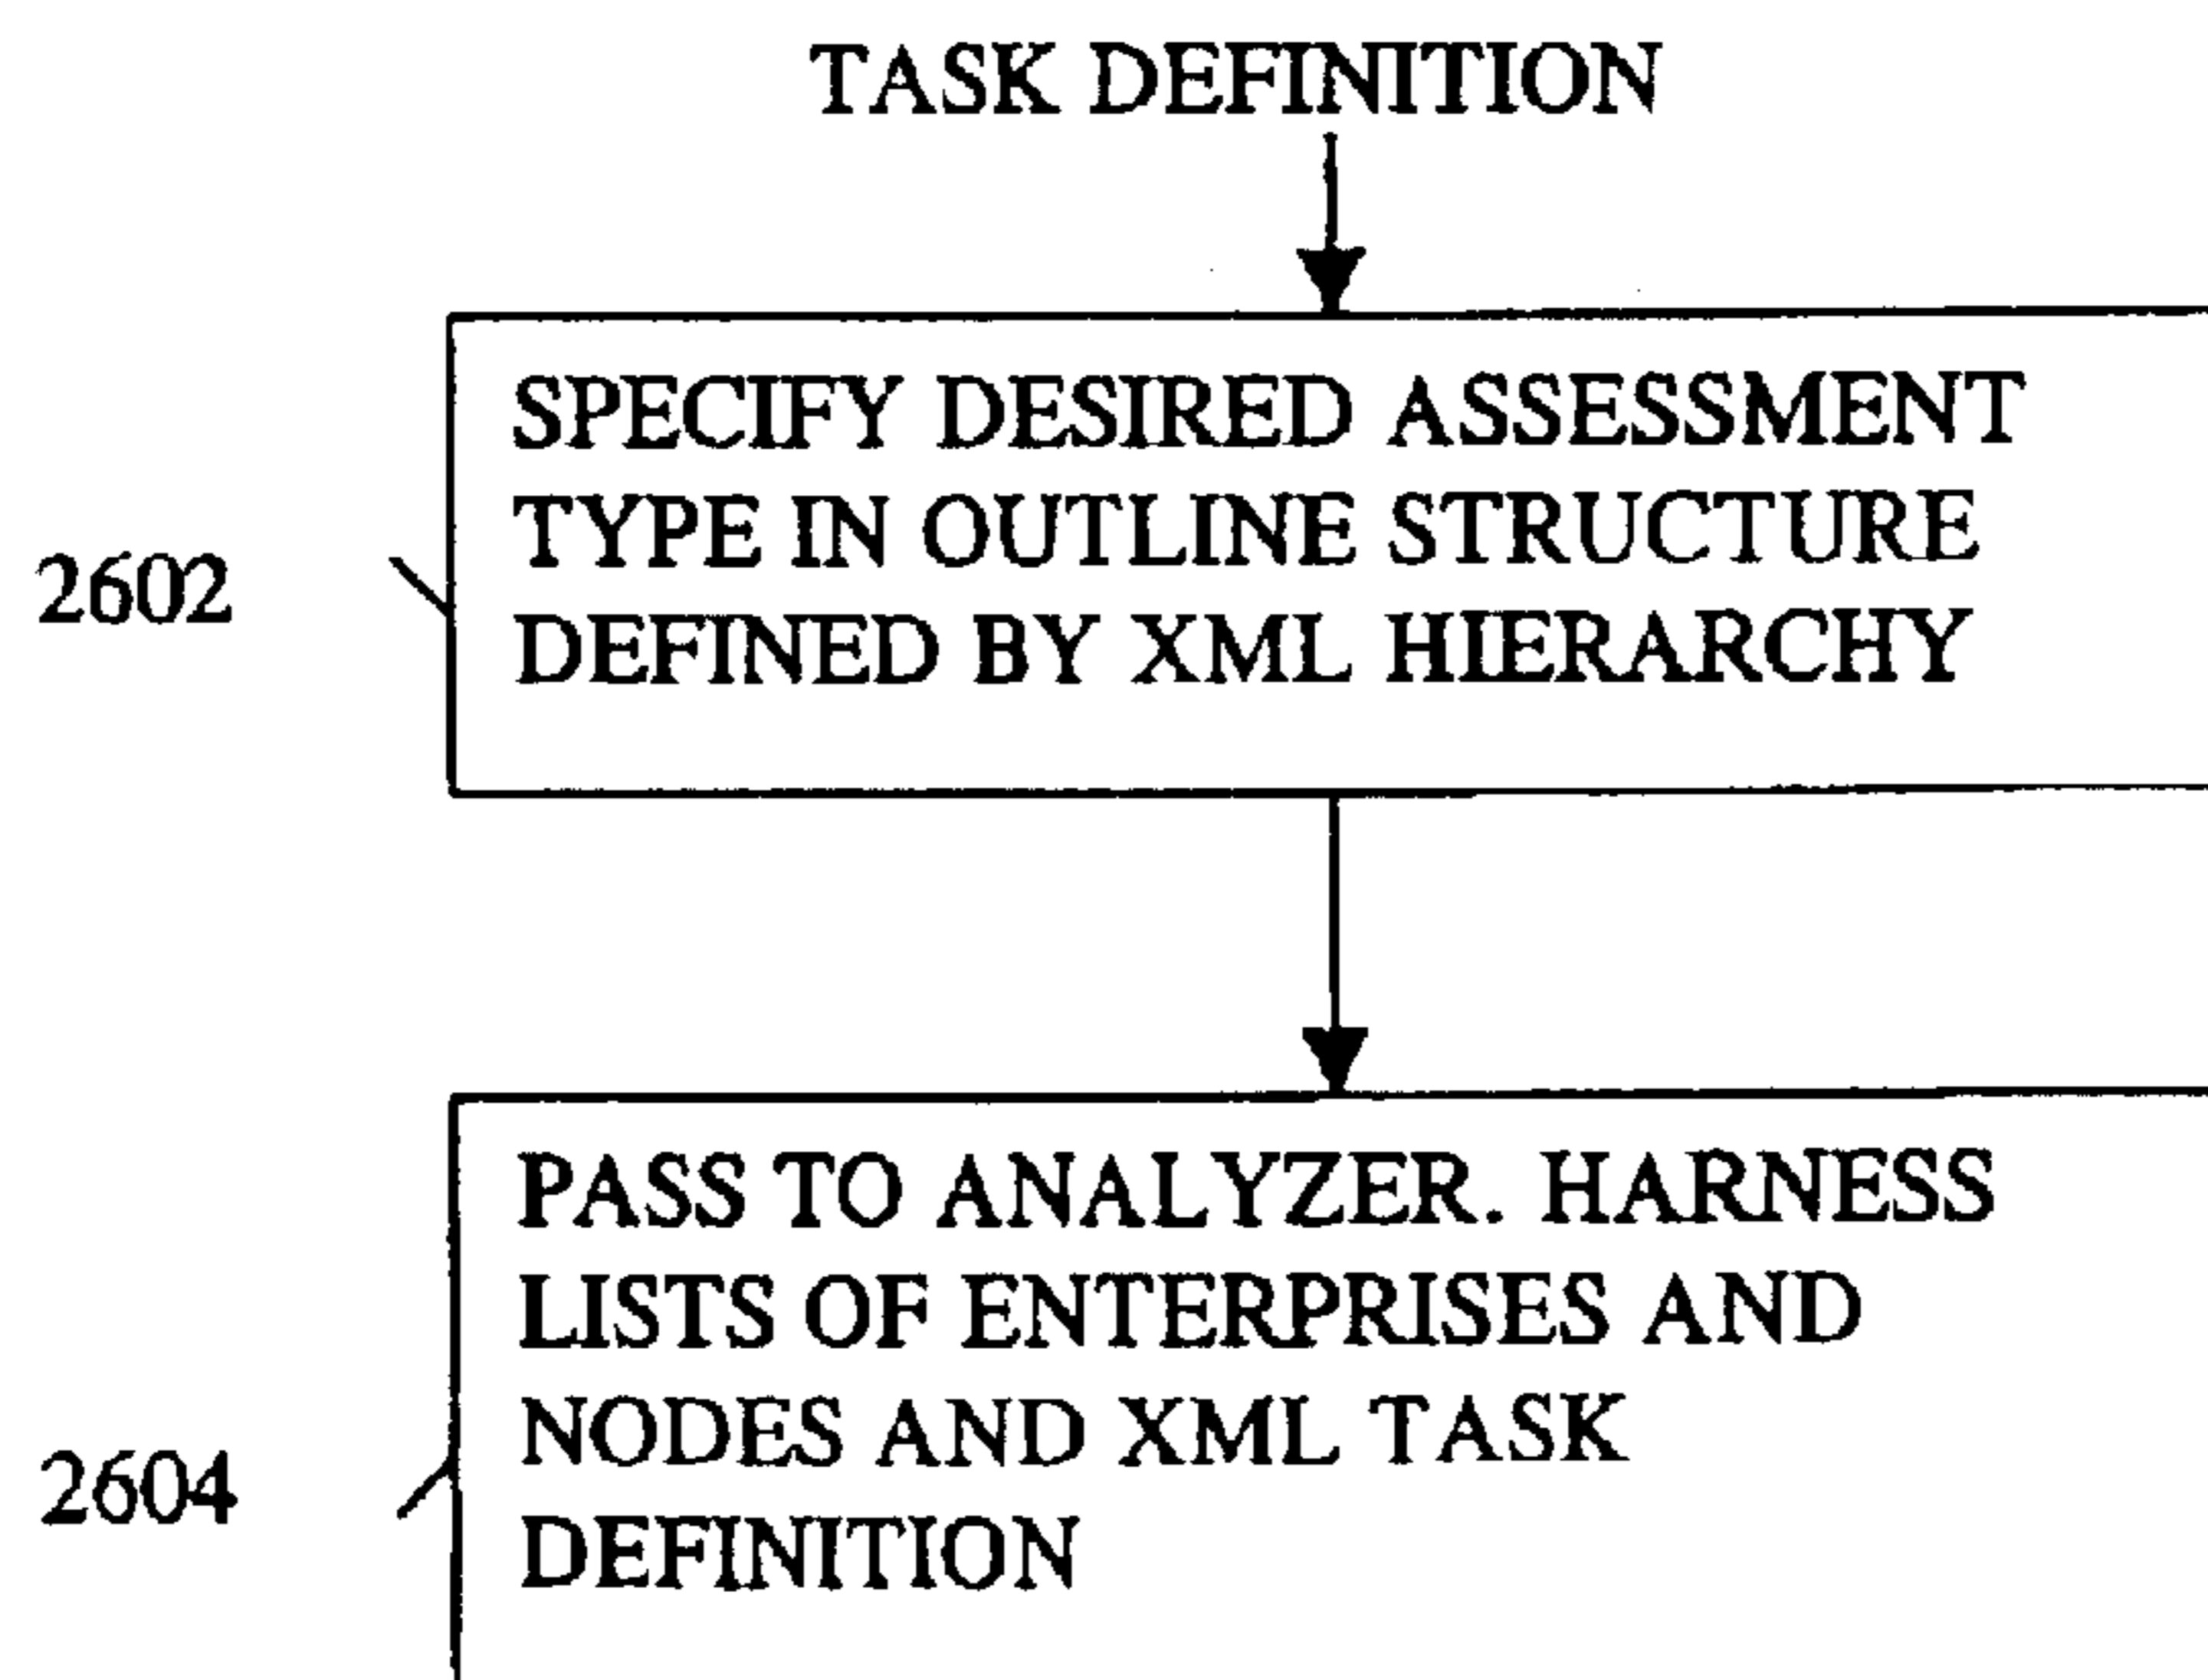 TASK DEFINITION
SPECIFY DESIRED ASSESSMENT
TYPE IN OUTLINE STRUCTURE
DEFINED BY XML HIERARCHY
2602
PASS TO ANALYZER. HARNESS
LISTS OF ENTERPRISES AND
NODES AND XML TASK
DEFINITION
2604